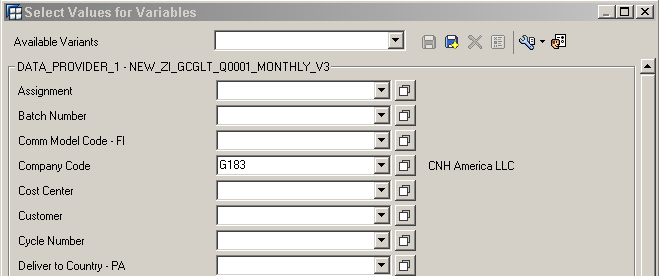 Select Values for Variables
Available Variants
DATA_PROVIDER_1 - NEW_ZI_GCGLT_Q0001_MONTHLY_V3
Assignment
Batch Number
Comm Model Code - FI
Company Code G183 CNH America LLC
Cost Center
Customer
Cycle Number
Deliver to Country - PA